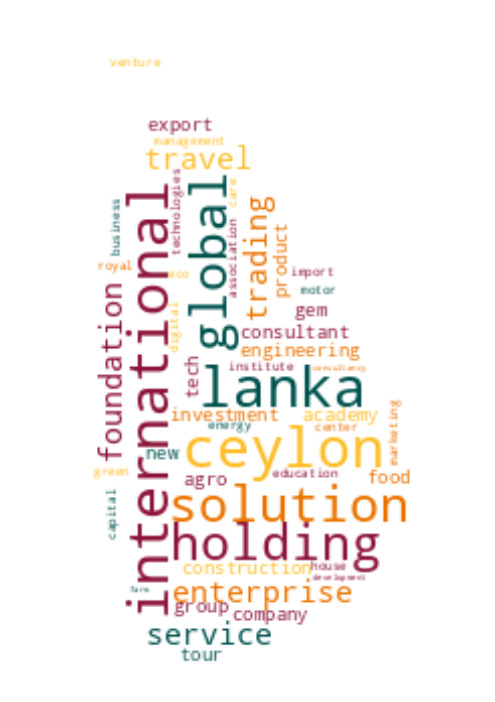 venture
export
management
travel
technologies
care
business
international
global
trading
association
product
royal
eco
import
motor
foundation
digital
gem
consultant
engineering
tech
institute
consultancy
lanka
investment
academy
marketing
energy
center
new
ceylon
green
agro
education
food
capital
solution
holding
construction
house
development
farm
enterprise
group
company
service
tour